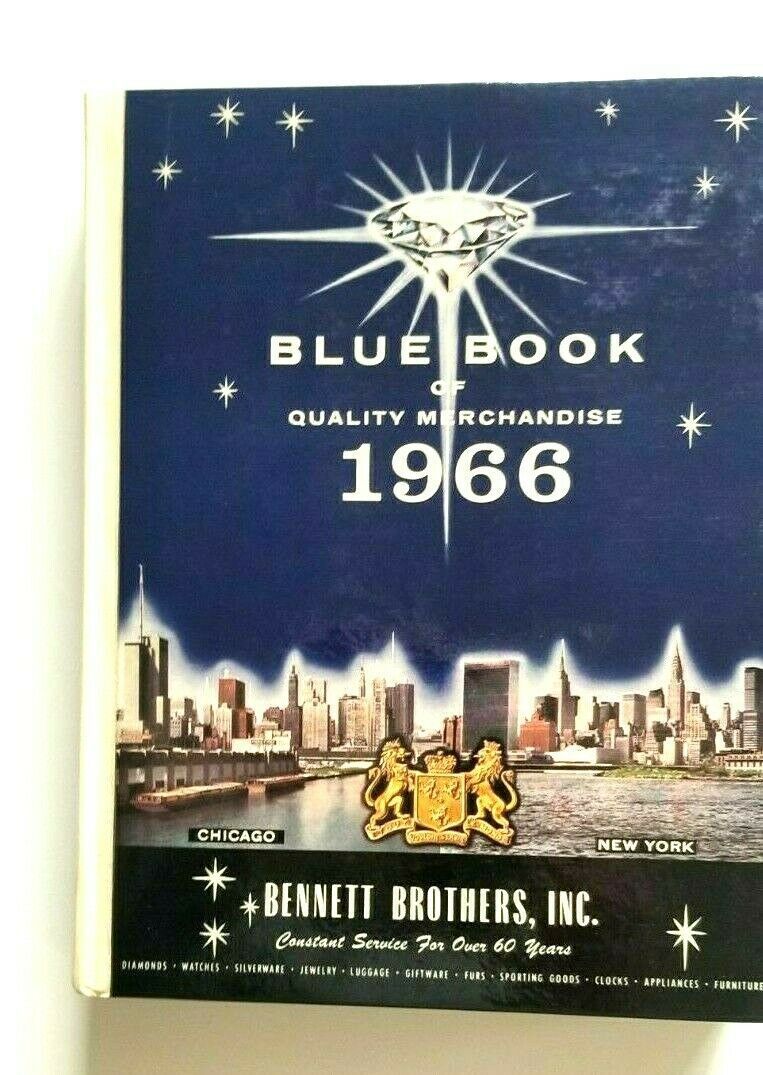 BLUE BOOK
OF
QUALITY MERCHANDISE
1966
CHICAGO
NEW YORK
BENNETT BROTHERS, INC.
Constant Service For Over 60 Years
DIAMONDS • WATCHES • SILVERWARE • JEWELRY • LUGGAGE • GIFTWARE • FURS • SPORTING GOODS • CLOCKS • APPLIANCES • FURNITURE